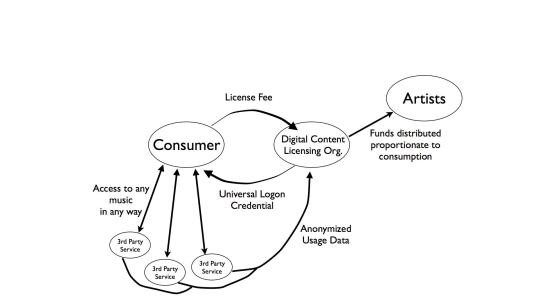 License Fee
Artists
Consumer
Digital Content
Licensing Org.
Funds distributed
proportionate to
consumption
Access to any
music
in any way
Universal Logon
Credential
Anonymized
Usage Data
3rd Party
Service
3rd Party
Service
3rd Party
Service